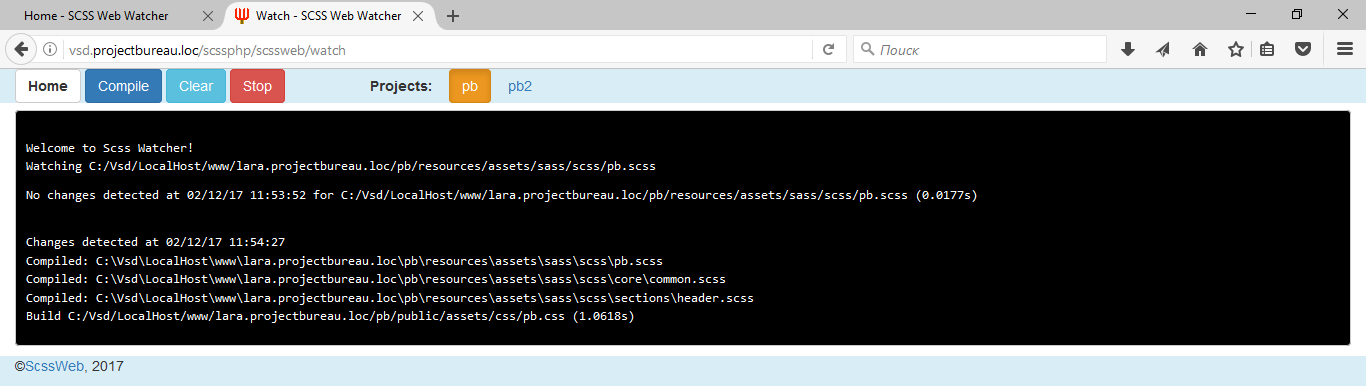 Home - SCSS Web Watcher
Watch - SCSS Web Watcher
vsd.projectbureau.loc/scssphp/scssweb/watch
Поиск
Home Compile Clear Stop Projects: pb pb2
Welcome to Scss Watcher!
Watching C:/Vsd/LocalHost/www/lara.projectbureau.loc/pb/resources/assets/sass/scss/pb.scss
No changes detected at 02/12/17 11:53:52 for C:/Vsd/LocalHost/www/lara.projectbureau.loc/pb/resources/assets/sass/scss/pb.scss (0.0177s)
Changes detected at 02/12/17 11:54:27
Compiled: C:\Vsd\LocalHost\www\lara.projectbureau.loc\pb\resources\assets\sass\scss\pb.scss
Compiled: C:\Vsd\LocalHost\www\lara.projectbureau.loc\pb\resources\assets\sass\scss\core\common.scss
Compiled: C:\Vsd\LocalHost\www\lara.projectbureau.loc\pb\resources\assets\sass\scss\sections\header.scss
Build C:/Vsd/LocalHost/www/lara.projectbureau.loc/pb/public/assets/css/pb.css (1.0618s)
©ScssWeb, 2017